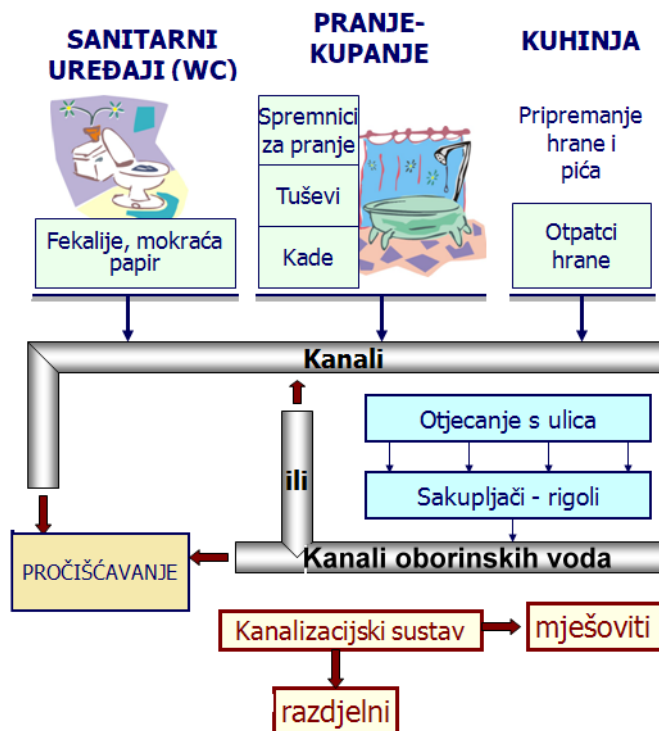 SANITARNI
UREĐAJI (WC)
PRANJE-
KUPANJE
KUHINJA
Spremnici
za pranje
Tuševi
Kade
Pripremanje
hrane i
pića
Fekalije, mokraća
papir
Otpatci
hrane
Kanali
Otjecanje s ulica
ili
Sakupljači - rigoli
Kanali oborinskih voda
PROČIŠĆAVANJE
Kanalizacijski sustav
mješoviti
razdjelni